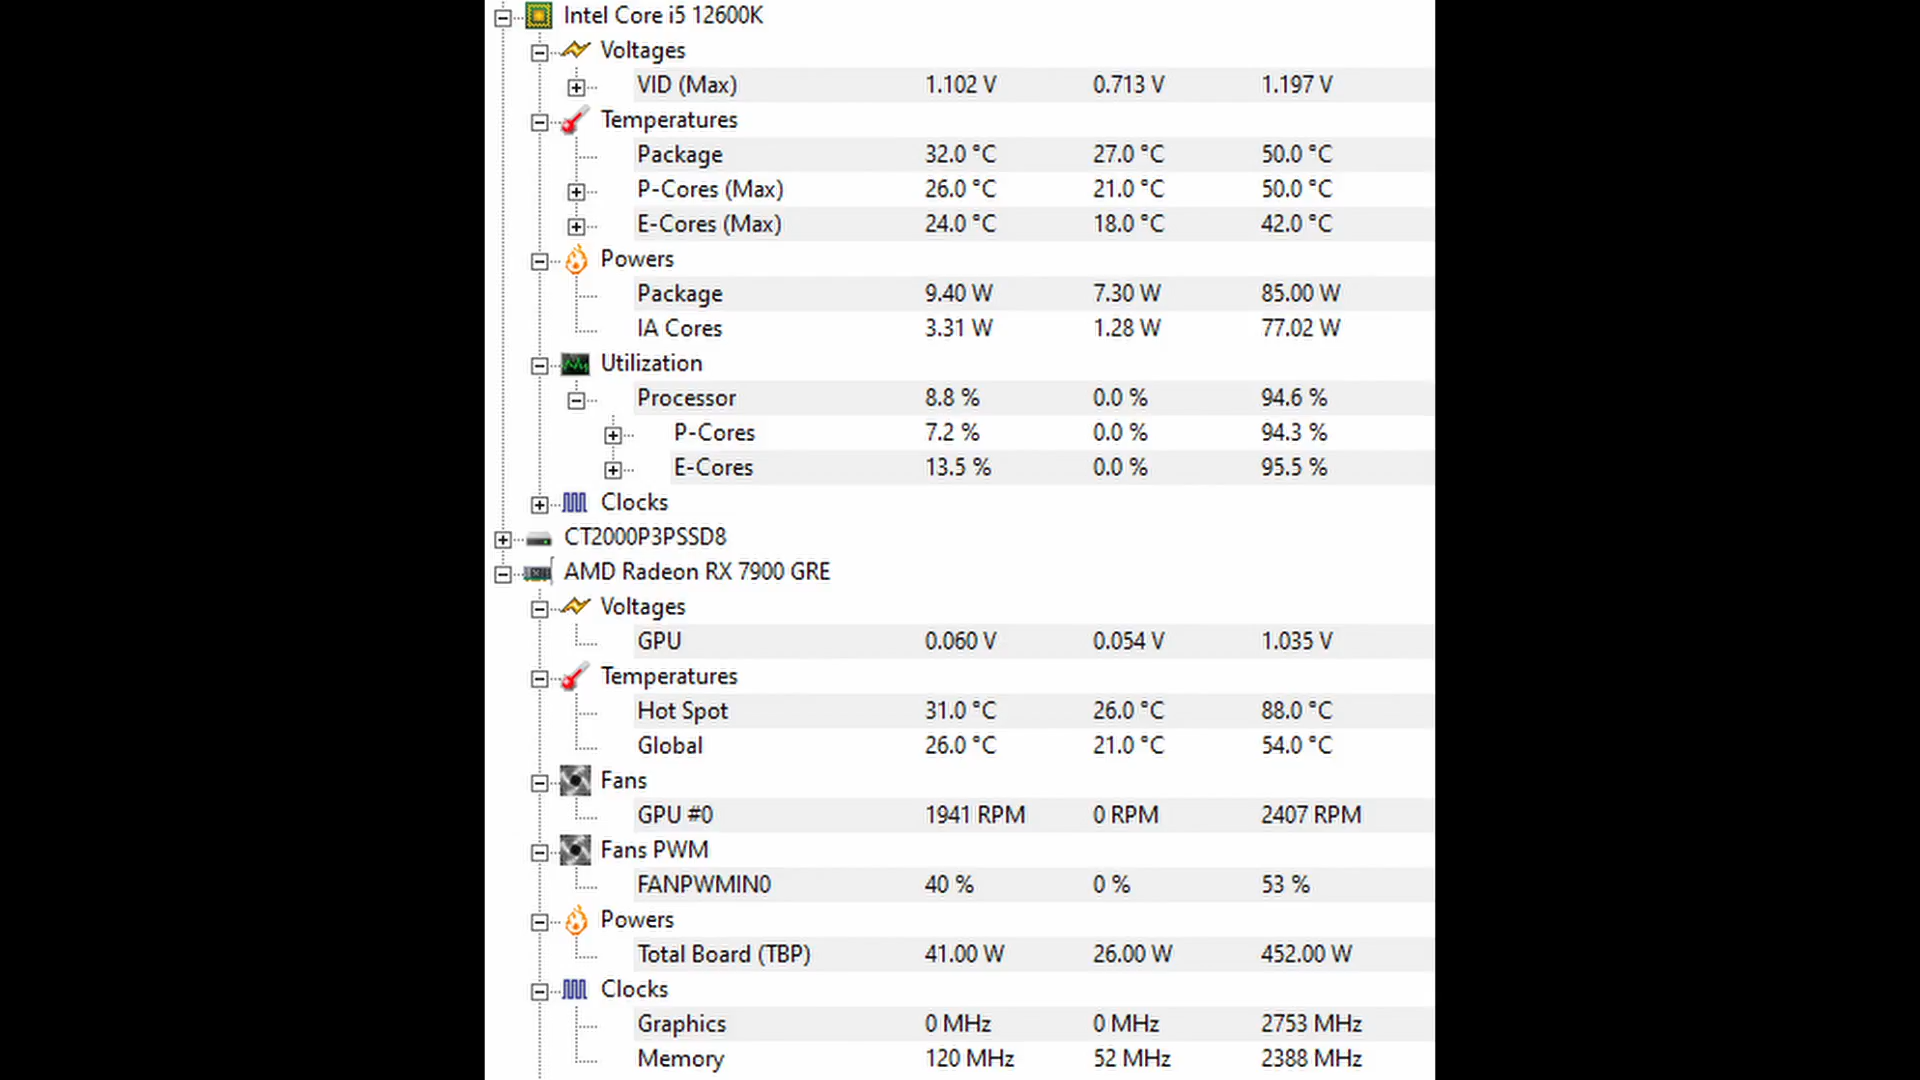 Intel Core i5 12600K
Voltages
VID (Max) 1.102 V 0.713 V 1.197 V
Temperatures
Package 32.0 °C 27.0 °C 50.0 °C
P-Cores (Max) 26.0 °C 21.0 °C 50.0 °C
E-Cores (Max) 24.0 °C 18.0 °C 42.0 °C
Powers
Package 9.40 W 7.30 W 85.00 W
IA Cores 3.31 W 1.28 W 77.02 W
Utilization
Processor 8.8 % 0.0 % 94.6 %
P-Cores 7.2 % 0.0 % 94.3 %
E-Cores 13.5 % 0.0 % 95.5 %
Clocks
CT2000P3PSSD8
AMD Radeon RX 7900 GRE
Voltages
GPU 0.060 V 0.054 V 1.035 V
Temperatures
Hot Spot 31.0 °C 26.0 °C 88.0 °C
Global 26.0 °C 21.0 °C 54.0 °C
Fans
GPU #0 1941 RPM 0 RPM 2407 RPM
Fans PWM
FANPWMIN0 40 % 0 % 53 %
Powers
Total Board (TBP) 41.00 W 26.00 W 452.00 W
Clocks
Graphics 0 MHz 0 MHz 2753 MHz
Memory 120 MHz 52 MHz 2388 MHz